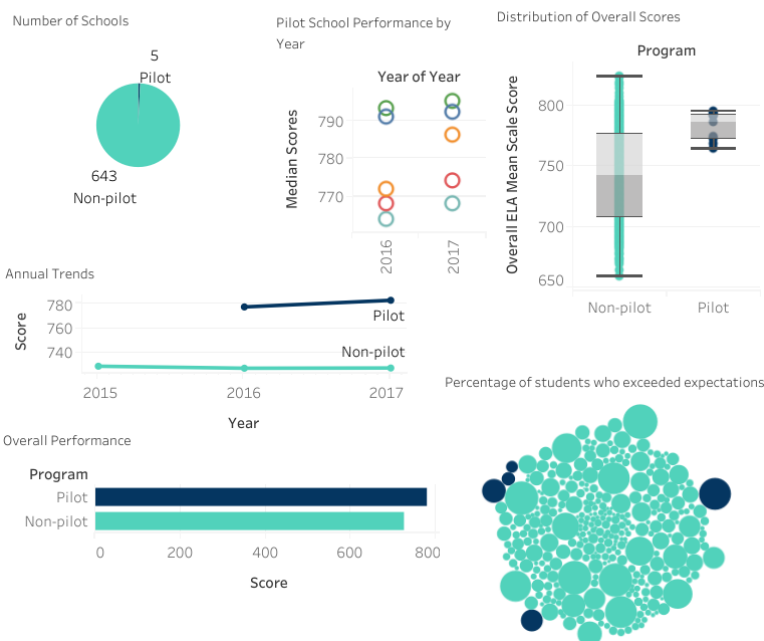 Number of Schools
5
Pilot
643
Non-pilot
Pilot School Performance by
Year
Year of Year
Median Scores
790
780
770
2016
2017
Distribution of Overall Scores
Program
Overall ELA Mean Scale Score
800
750
700
650
Non-pilot
Pilot
Annual Trends
Score
780
760
740
Pilot
Non-pilot
2015
2016
2017
Year
Overall Performance
Program
Pilot
Non-pilot
0
200
400
600
800
Score
Percentage of students who exceeded expectations